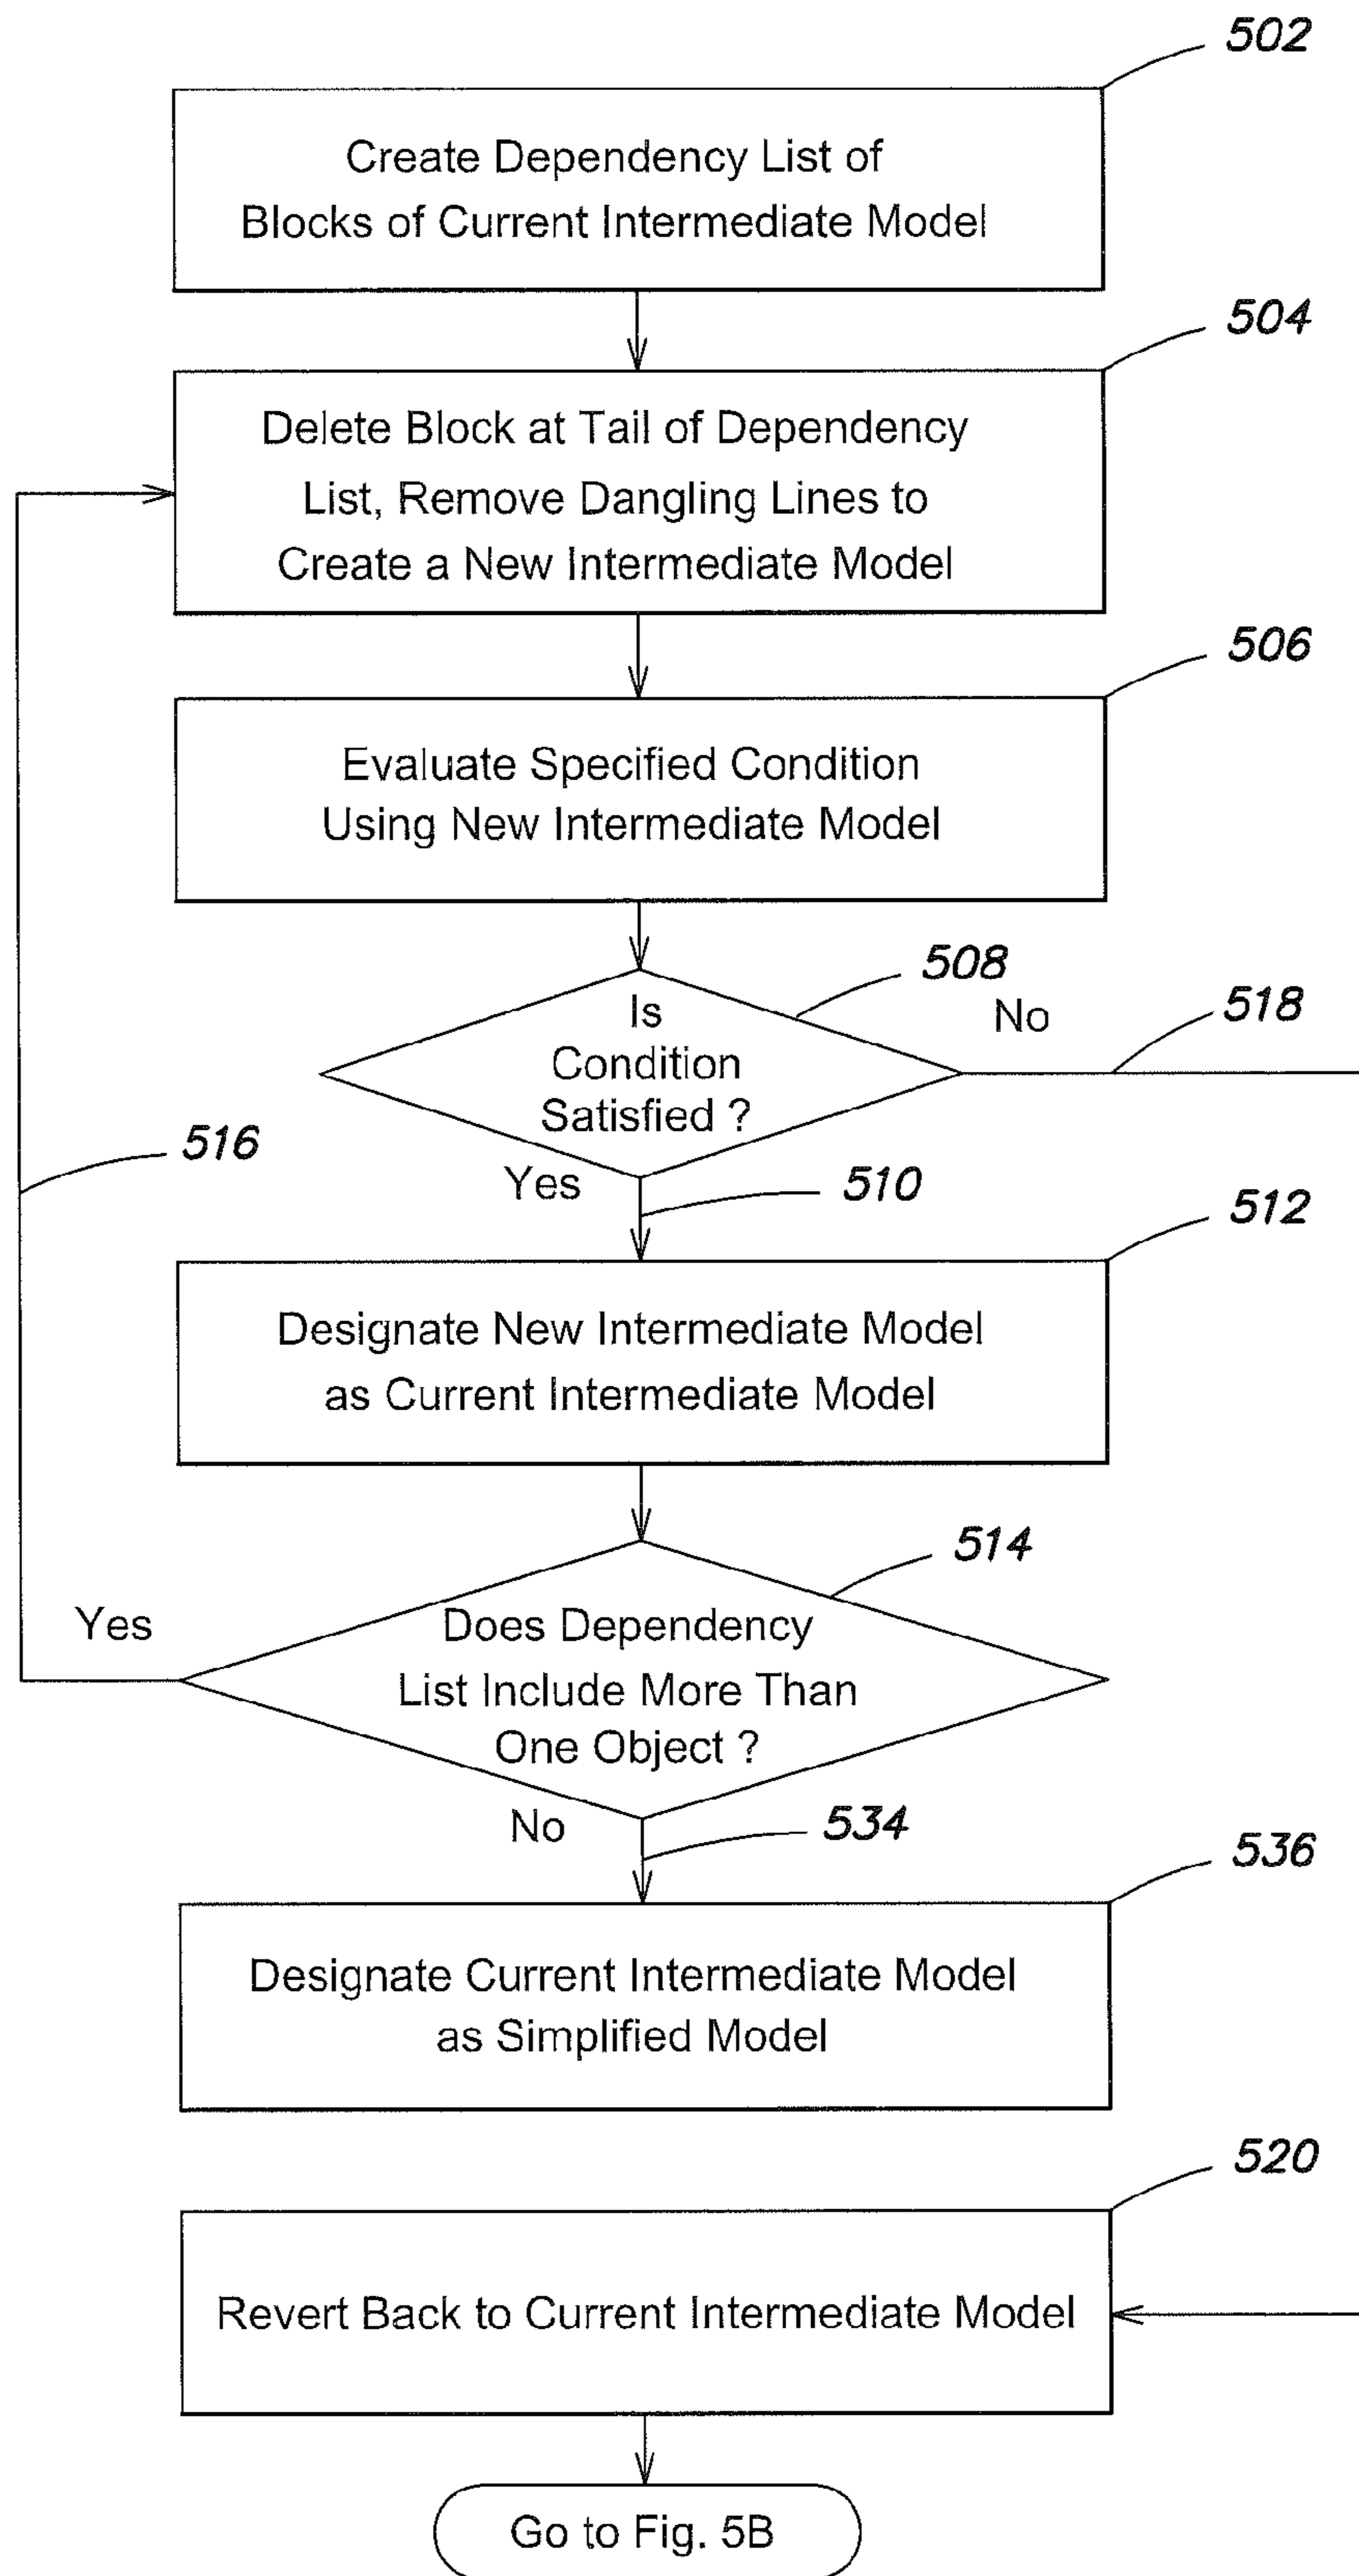 502
Create Dependency List of
Blocks of Current Intermediate Model
504
Delete Block at Tail of Dependency
List, Remove Dangling Lines to
Create a New Intermediate Model
506
Evaluate Specified Condition
Using New Intermediate Model
508
Is
Condition
Satisfied ?
No
518
516
Yes
510
512
Designate New Intermediate Model
as Current Intermediate Model
514
Yes
Does Dependency
List Include More Than
One Object ?
No
534
536
Designate Current Intermediate Model
as Simplified Model
520
Revert Back to Current Intermediate Model
Go to Fig. 5B